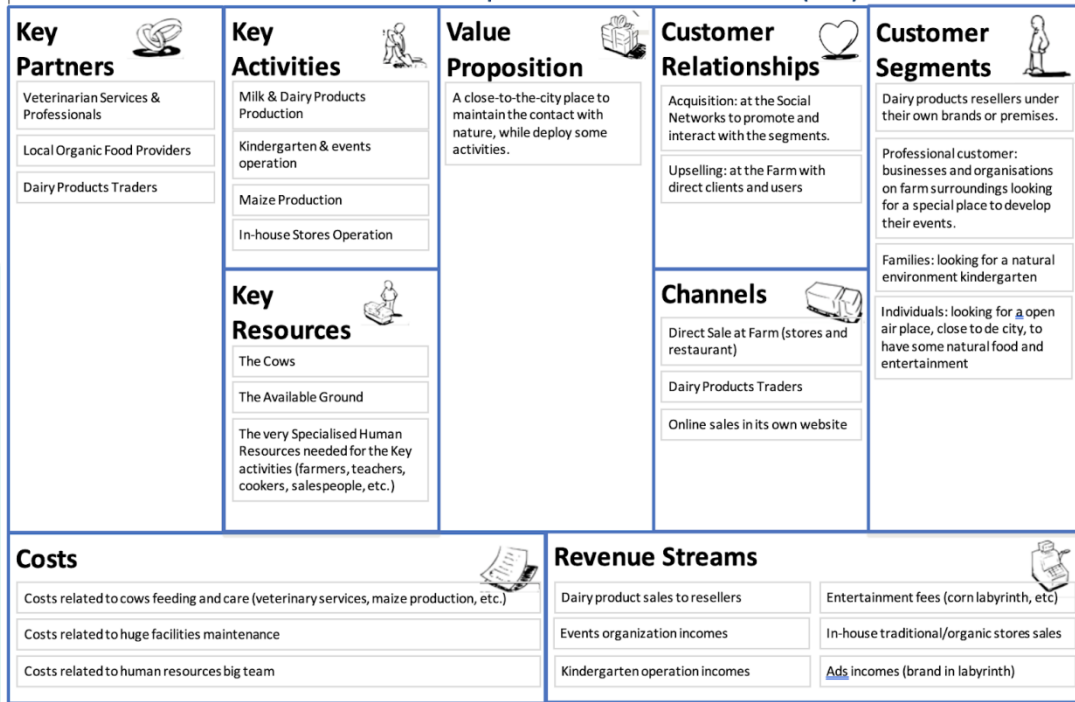 Key
Partners
Veterinarian Services &
Professionals
Local Organic Food Providers
Dairy Products Traders
Key
Activities
Milk & Dairy Products
Production
Kindergarten & events
operation
Maize Production
In-house Stores Operation
Key
Resources
The Cows
The Available Ground
The very Specialised Human
Resources needed for the Key
activities (farmers, teachers,
cookers, salespeople, etc.)
Value
Proposition
A close-to-the-city place to
maintain the contact with
nature, while deploy some
activities.
Customer
Relationships
Acquisition: at the Social
Networks to promote and
interact with the segments.
Upselling: at the Farm with
direct clients and users
Channels
Direct Sale at Farm (stores and
restaurant)
Dairy Products Traders
Online sales in its own website
Customer
Segments
Dairy products resellers under
their own brands or premises.
Professional customer:
businesses and organisations
on farm surroundings looking
for a special place to develop
their events.
Families: looking for a natural
environment kindergarten
Individuals: looking for a open
air place, close to de city, to
have some natural food and
entertainment
Costs
Costs related to cows feeding and care (veterinary services, maize production, etc.)
Costs related to huge facilities maintenance
Costs related to human resources big team
Revenue Streams
Dairy product sales to resellers
Events organization incomes
Kindergarten operation incomes
Entertainment fees (corn labyrinth, etc)
In-house traditional/organic stores sales
Ads incomes (brand in labyrinth)